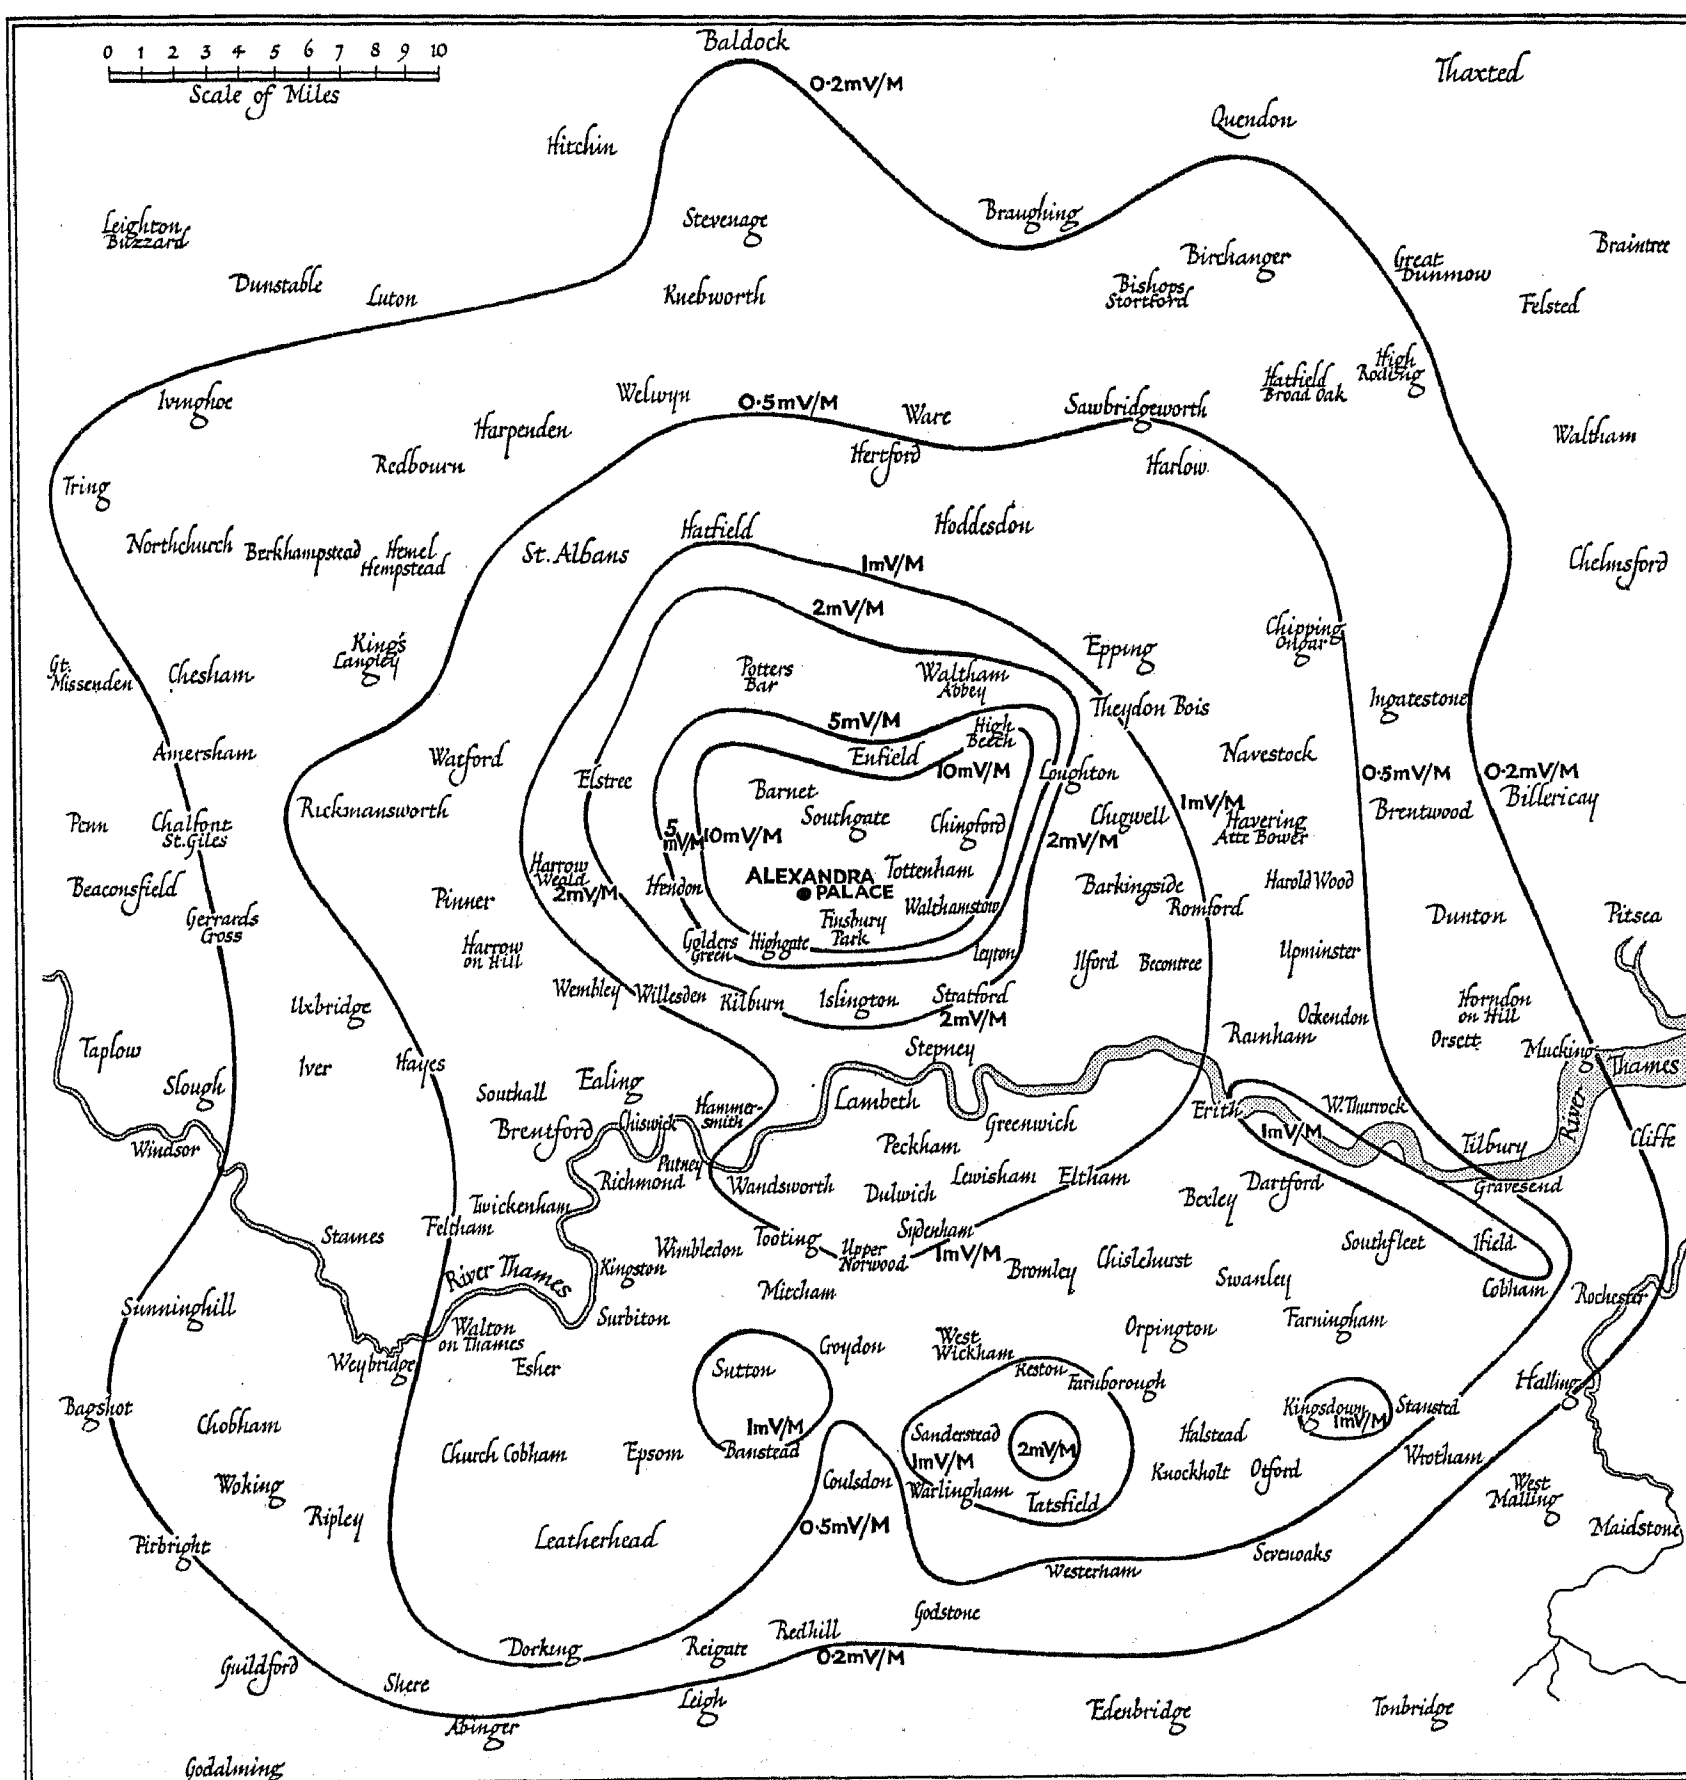 Baldock
0 1 2 3 4 5 6 7 8 9 10
Scale of Miles
0·2mV/M
Thaxted
Quendon
Hitchin
Stevenage
Braughing
Leighton
Buzzard
Birchanger
Braintree
Great
Dunmow
Dunstable
Luton
Knebworth
Bishops
Stortford
Felsted
High
Roding
Hatfield
Broad Oak
Ivinghoe
Welwyn
0·5mV/M
Ware
Sawbridgeworth
Harpenden
Waltham
Redbourn
Hertford
Harlow
Tring
Hatfield
Hoddesdon
Northchurch
Berkhampstead
Hemel
Hempstead
St. Albans
1mV/M
Chelmsford
2mV/M
King's
Langley
Epping
Chipping
Ongar
Gt.
Missenden
Chesham
Potters
Bar
Waltham
Abbey
Theydon Bois
Ingatestone
5mV/M
High
Beech
Amersham
Watford
Enfield
Navestock
Elstree
10mV/M
Loughton
0·5mV/M
0·2mV/M
Rickmansworth
Barnet
1mV/M
Brentwood
Billericay
Penn
Chalfont
St. Giles
Southgate
Chingford
Chigwell
Havering
Atte Bower
5
mV/M
10mV/M
2mV/M
Harrow
Weald
2mV/M
Hendon
ALEXANDRA
PALACE
Tottenham
Beaconsfield
Barkingside
Harold Wood
Pinner
Walthamstow
Romford
Gerrards
Cross
Finsbury
Park
Dunton
Pitsea
Harrow
on Hill
Golders
Green
Highgate
Leyton
Ilford
Becontree
Upminster
Wembley
Willesden
Kilburn
Islington
Stratford
2mV/M
Uxbridge
Horndon
on Hill
Ockendon
Rainham
Orsett
Taplow
Iver
Hayes
Stepney
Mucking
Thames
River
Slough
Southall
Ealing
Lambeth
Hammer-
smith
Erith
W. Thurrock
Brentford
Chiswick
Greenwich
1mV/M
Windsor
Peckham
Tilbury
Cliffe
Putney
Richmond
Wandsworth
Dulwich
Lewisham
Eltham
Bexley
Dartford
Gravesend
Twickenham
Feltham
Staines
Wimbledon
Tooting
Upper
Norwood
Sydenham
1mV/M
Southfleet
Ifield
River Thames
Kingston
Bromley
Chislehurst
Swanley
Mitcham
Cobham
Rochester
Sunninghill
Surbiton
Farningham
Walton
on Thames
Croydon
West
Wickham
Orpington
Weybridge
Esher
Sutton
Keston
Farnborough
Halling
Bagshot
Chobham
1mV/M
Banstead
Sanderstead
1mV/M
2mV/M
Halstead
Kingsdown
1mV/M
Stansted
Church Cobham
Epsom
Wrotham
Woking
Coulsdon
Warlingham
Tatsfield
Knockholt
Otford
West
Malling
Ripley
Leatherhead
0·5mV/M
Maidstone
Pirbright
Westerham
Sevenoaks
Godstone
Dorking
Reigate
Redhill
0·2mV/M
Guildford
Shere
Leigh
Abinger
Edenbridge
Tonbridge
Godalming